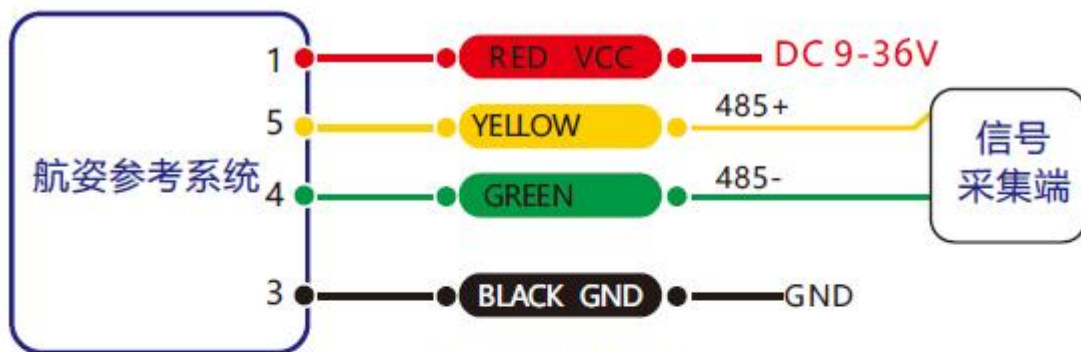 1 RED VCC DC 9-36V
5 YELLOW 485+
航姿参考系统
4 GREEN 485-
信号
采集端
3 BLACK GND GND